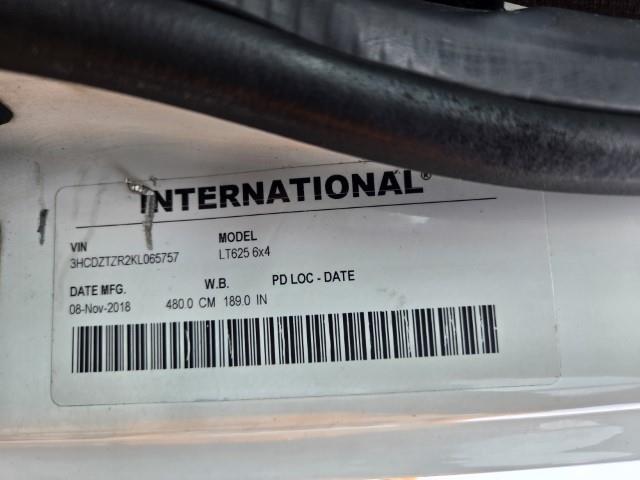 INTERNATIONAL®
VIN MODEL
3HCDZTZR2KL065757 LT625 6x4
DATE MFG. W.B. PD LOC - DATE
08-Nov-2018 480.0 CM 189.0 IN